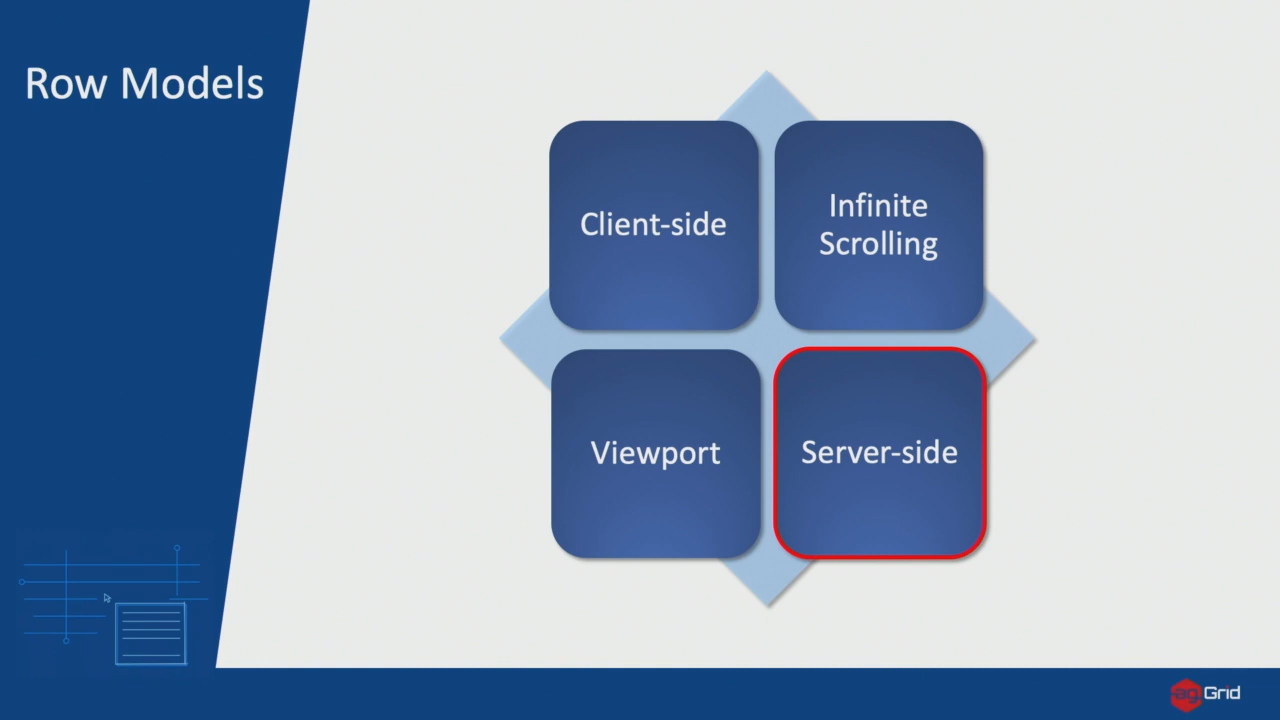 Row Models
Client-side
Infinite
Scrolling
Viewport
Server-side
ag-Grid